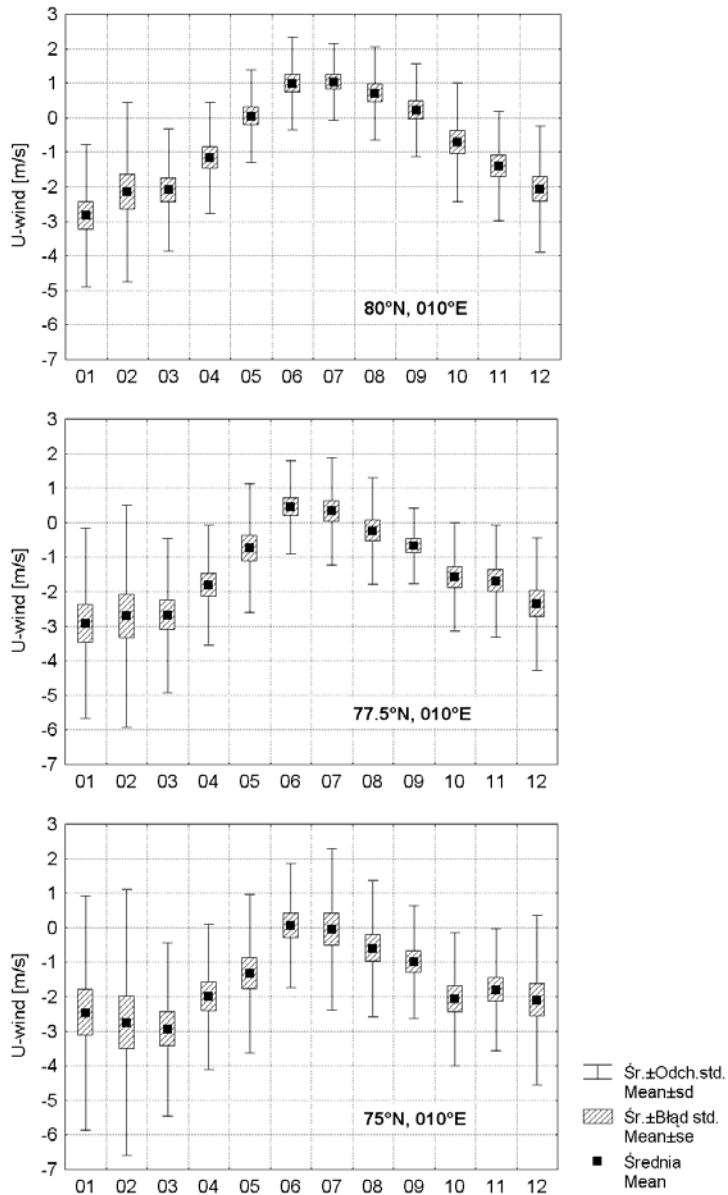 3
2
1
0
-1
-2
-3
-4
-5
-6
-7
U-wind [m/s]
80°N, 010°E
01 02 03 04 05 06 07 08 09 10 11 12
3
2
1
0
-1
-2
-3
-4
-5
-6
-7
U-wind [m/s]
77.5°N, 010°E
01 02 03 04 05 06 07 08 09 10 11 12
3
2
1
0
-1
-2
-3
-4
-5
-6
-7
U-wind [m/s]
75°N, 010°E
01 02 03 04 05 06 07 08 09 10 11 12
Śr.±Odch.std.
Mean±sd
Śr.±Błąd std.
Mean±se
Średnia
Mean